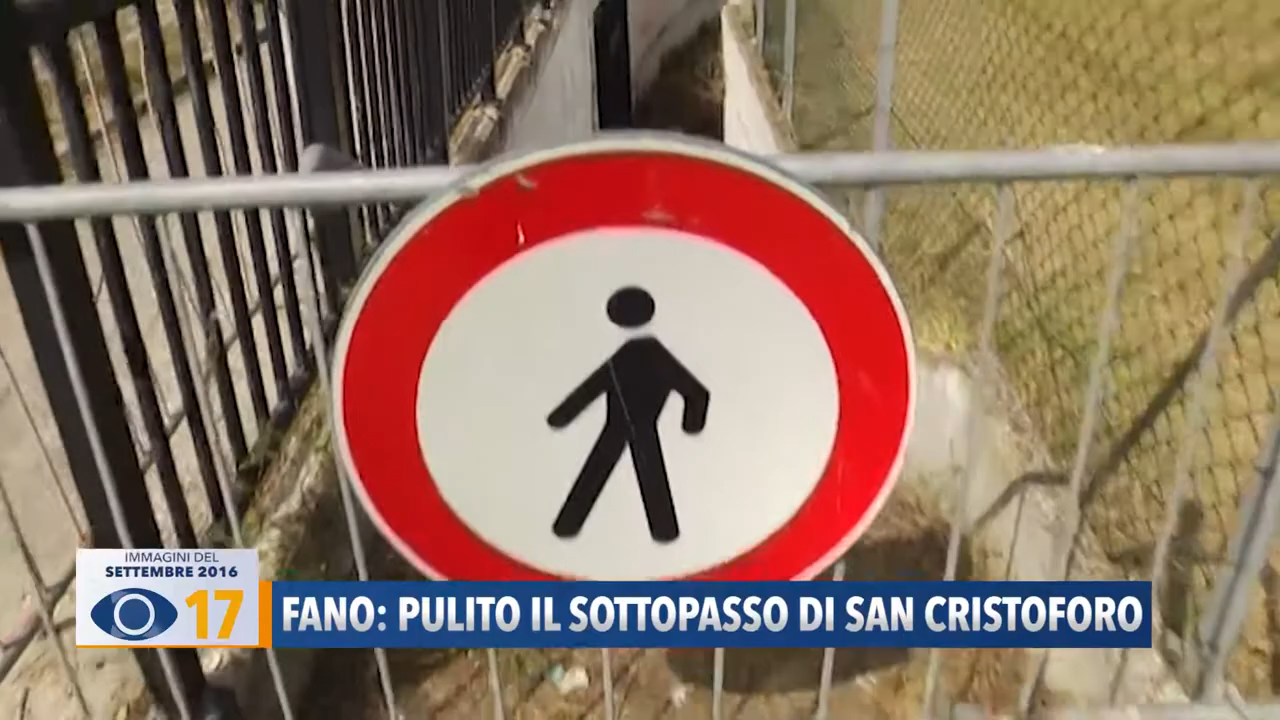 IMMAGINI DEL
SETTEMBRE 2016
17
FANO: PULITO IL SOTTOPASSO DI SAN CRISTOFORO